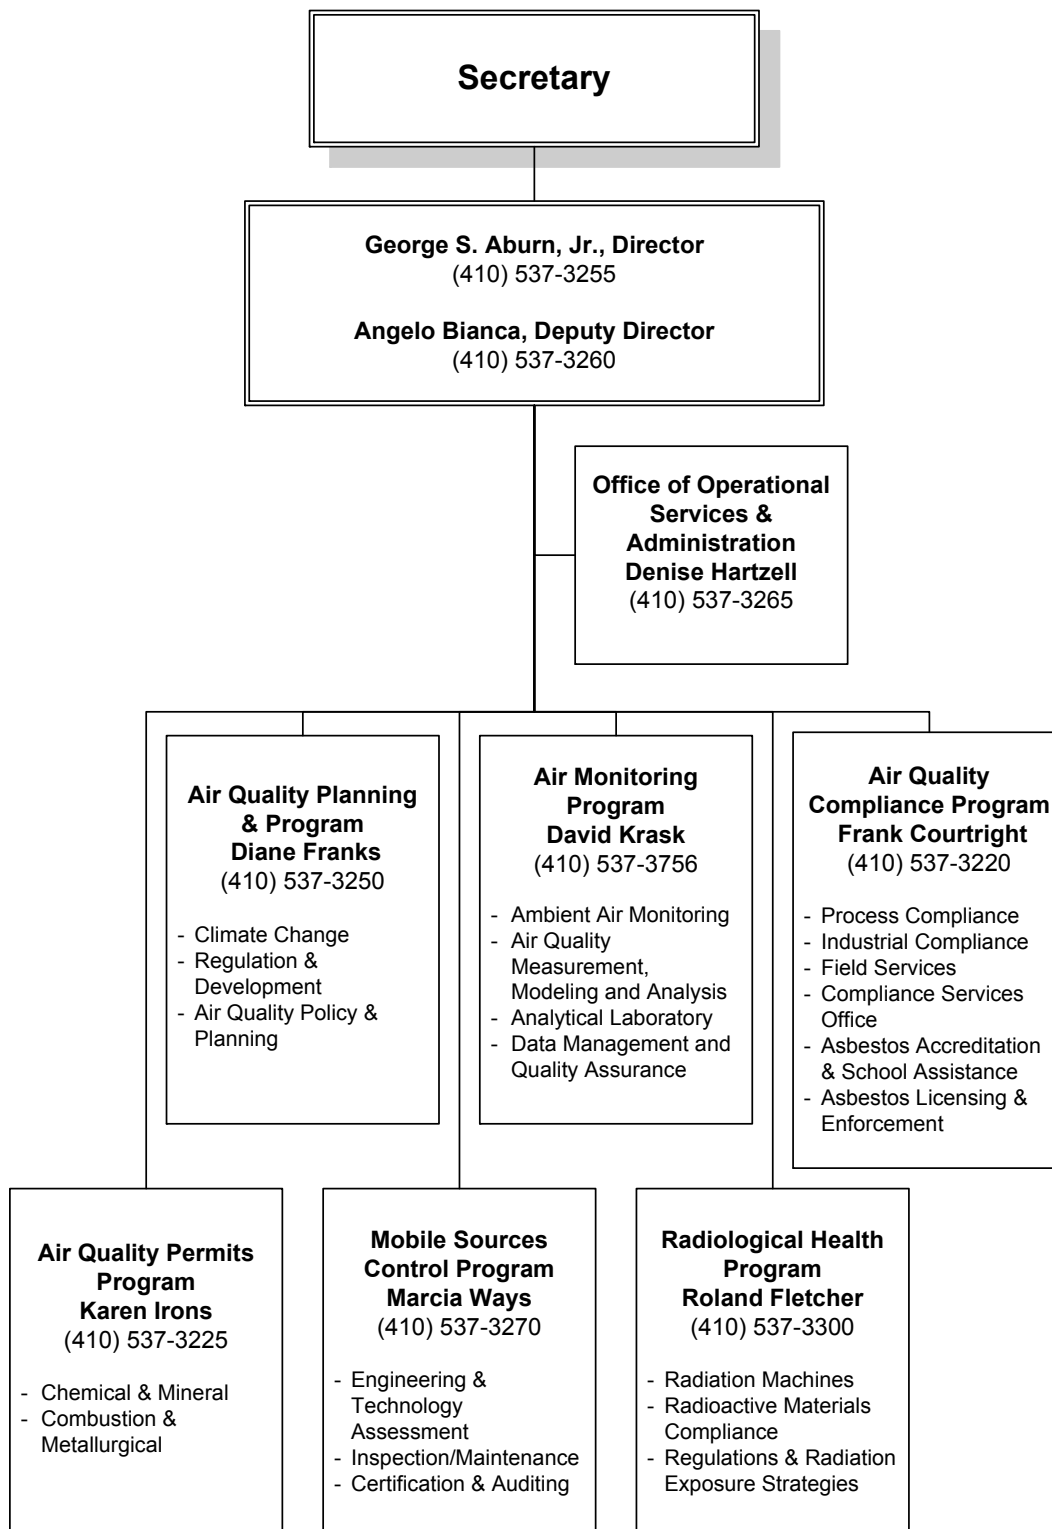 Secretary
George S. Aburn, Jr., Director
(410) 537-3255
Angelo Bianca, Deputy Director
(410) 537-3260
Office of Operational
Services &
Administration
Denise Hartzell
(410) 537-3265
Air Quality Planning
& Program
Diane Franks
(410) 537-3250
- Climate Change
- Regulation &
Development
- Air Quality Policy &
Planning
Air Monitoring
Program
David Krask
(410) 537-3756
- Ambient Air Monitoring
- Air Quality
Measurement,
Modeling and Analysis
- Analytical Laboratory
- Data Management and
Quality Assurance
Air Quality
Compliance Program
Frank Courtright
(410) 537-3220
- Process Compliance
- Industrial Compliance
- Field Services
- Compliance Services
Office
- Asbestos Accreditation
& School Assistance
- Asbestos Licensing &
Enforcement
Air Quality Permits
Program
Karen Irons
(410) 537-3225
- Chemical & Mineral
- Combustion &
Metallurgical
Mobile Sources
Control Program
Marcia Ways
(410) 537-3270
- Engineering &
Technology
Assessment
- Inspection/Maintenance
- Certification & Auditing
Radiological Health
Program
Roland Fletcher
(410) 537-3300
- Radiation Machines
- Radioactive Materials
Compliance
- Regulations & Radiation
Exposure Strategies